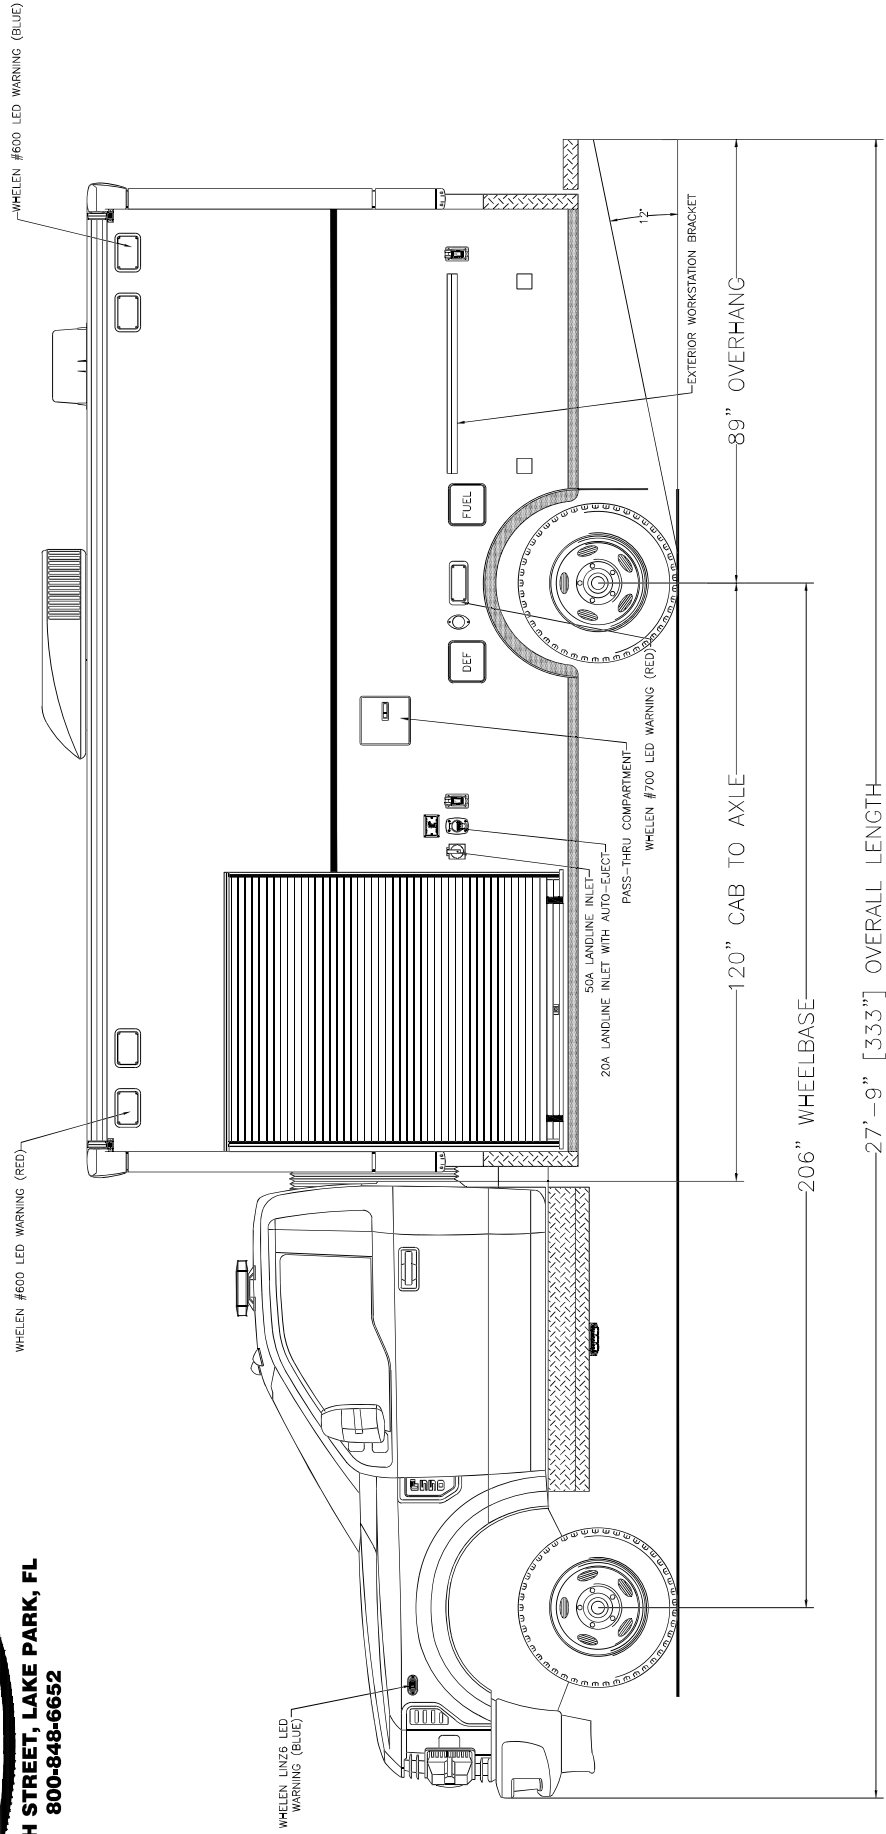 WHELEN #600 LED WARNING (BLUE)
WHELEN #600 LED WARNING (RED)
WHELEN LINZ6 LED
WARNING (BLUE)
H STREET, LAKE PARK, FL
800-848-6652
F550
FUEL
DEF
50A LANDLINE INLET
20A LANDLINE INLET WITH AUTO-EJECT
PASS-THRU COMPARTMENT
WHELEN #700 LED WARNING (RED)
EXTERIOR WORKSTATION BRACKET
12°
120" CAB TO AXLE
89" OVERHANG
206" WHEELBASE
27'-9" [333"] OVERALL LENGTH